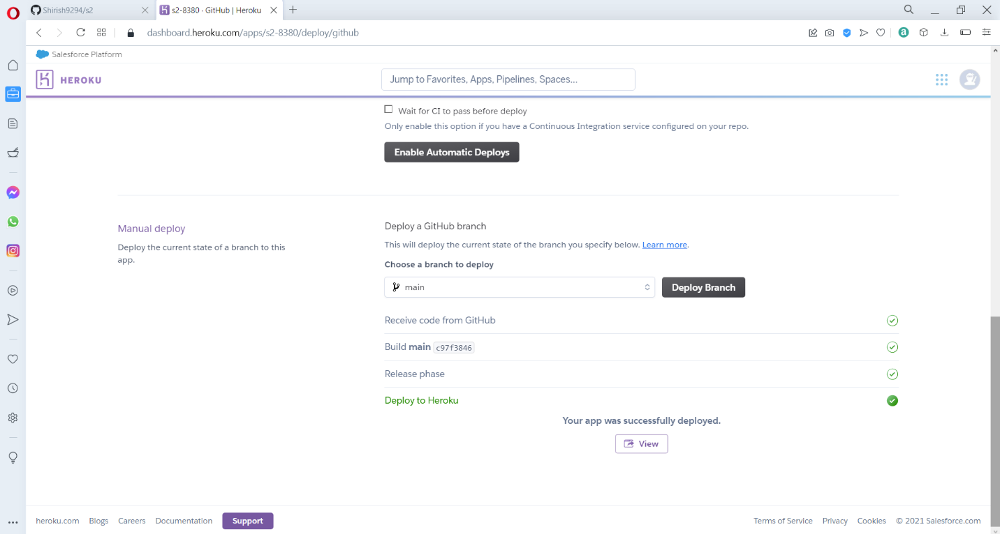 Shirish9294/s2
s2-8380 · GitHub | Heroku
dashboard.heroku.com/apps/s2-8380/deploy/github
Salesforce Platform
HEROKU
Jump to Favorites, Apps, Pipelines, Spaces...
Wait for CI to pass before deploy
Only enable this option if you have a Continuous Integration service configured on your repo.
Enable Automatic Deploys
Manual deploy
Deploy the current state of a branch to this
app.
Deploy a GitHub branch
This will deploy the current state of the branch you specify below. Learn more.
Choose a branch to deploy
main
Deploy Branch
Receive code from GitHub
Build main c97f3846
Release phase
Deploy to Heroku
Your app was successfully deployed.
View
heroku.com Blogs Careers Documentation Support
Terms of Service Privacy Cookies © 2021 Salesforce.com